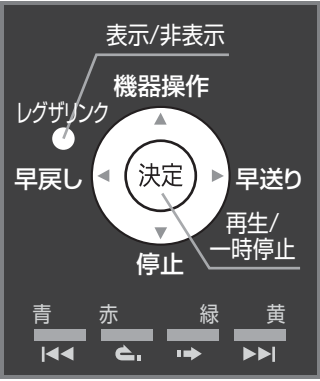 表示/非表示
機器操作
レグザリンク
早戻し
決定
早送り
再生/
一時停止
停止
青 赤 緑 黄